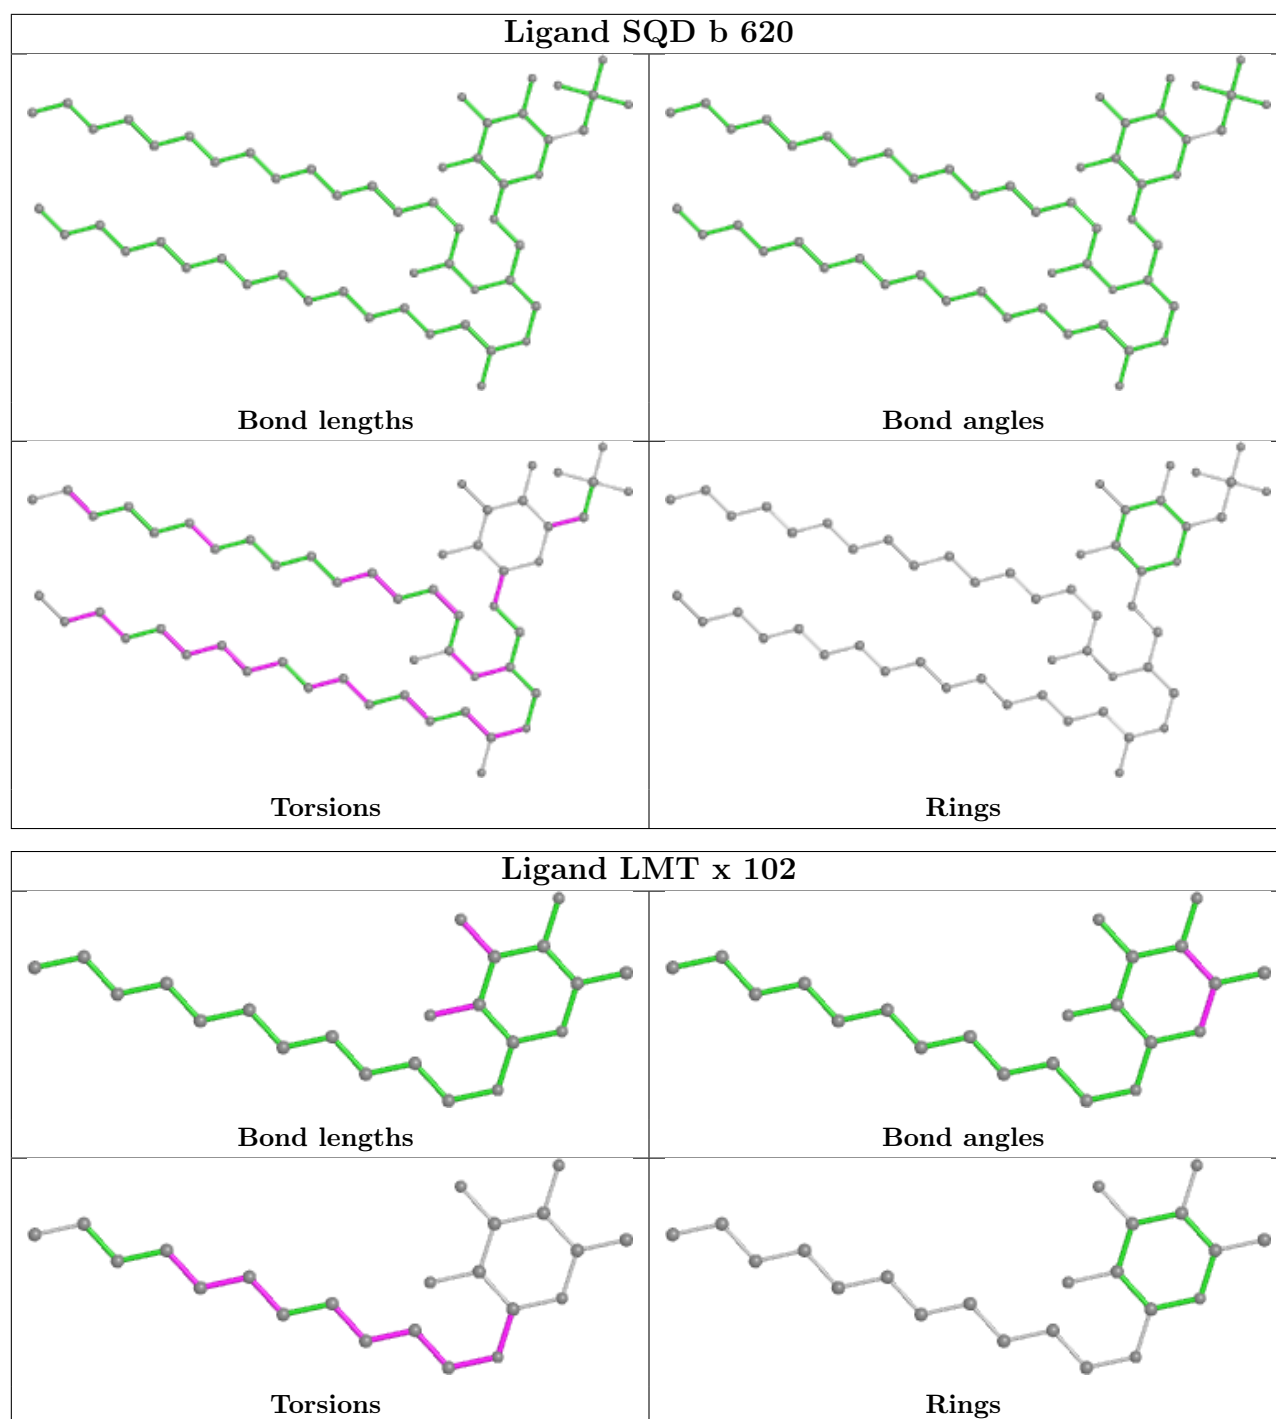 Ligand SQD b 620
Bond lengths
Bond angles
Torsions
Rings
Ligand LMT x 102
Bond lengths
Bond angles
Torsions
Rings